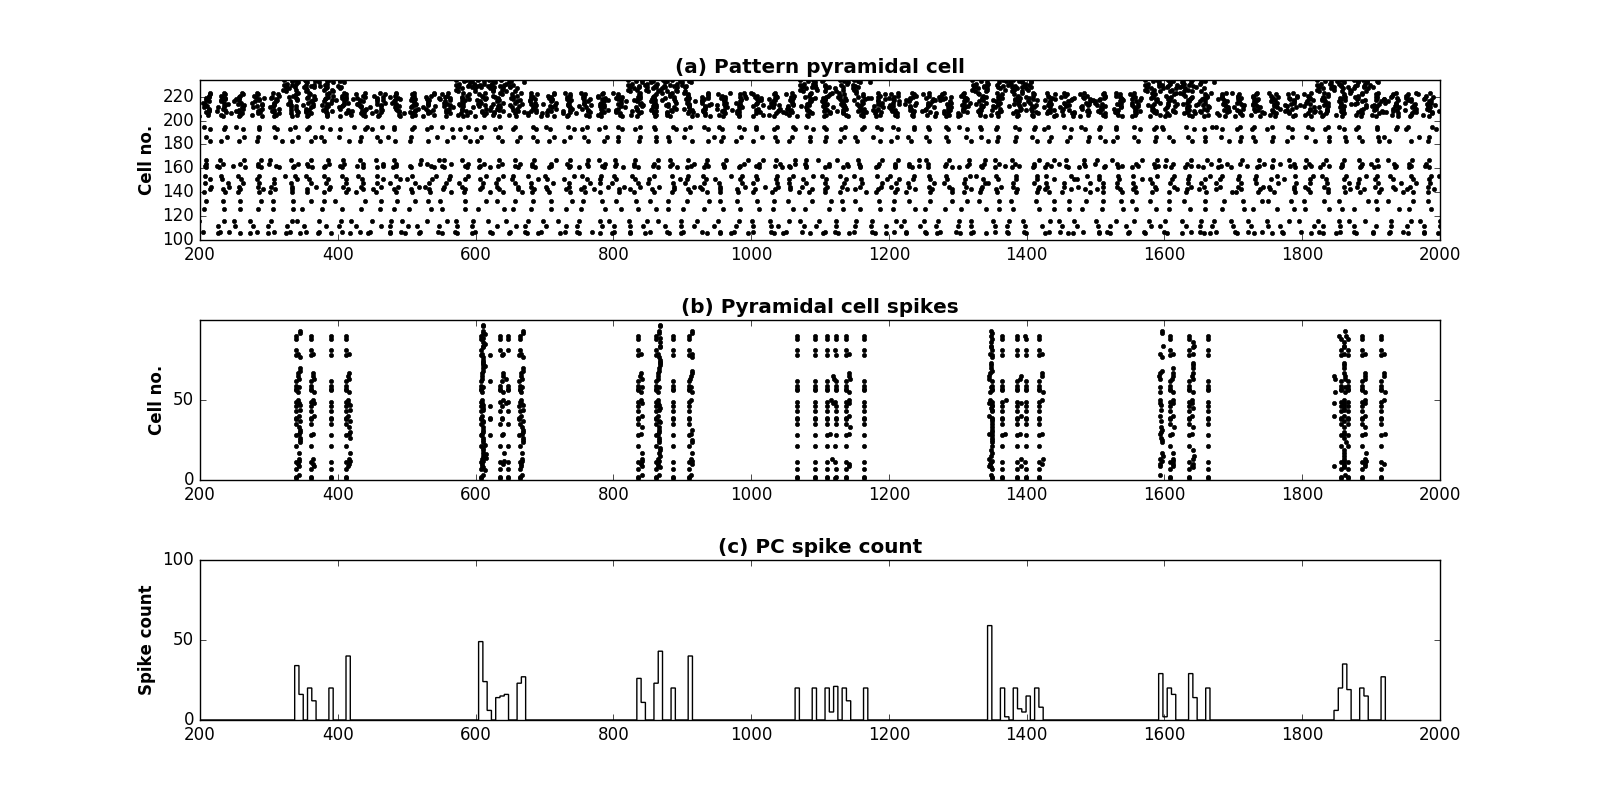 (a) Pattern pyramidal cell
Cell no.
220
200
180
160
140
120
100
200 400 600 800 1000 1200 1400 1600 1800 2000
(b) Pyramidal cell spikes
Cell no.
50
0
200 400 600 800 1000 1200 1400 1600 1800 2000
(c) PC spike count
Spike count
100
50
0
200 400 600 800 1000 1200 1400 1600 1800 2000